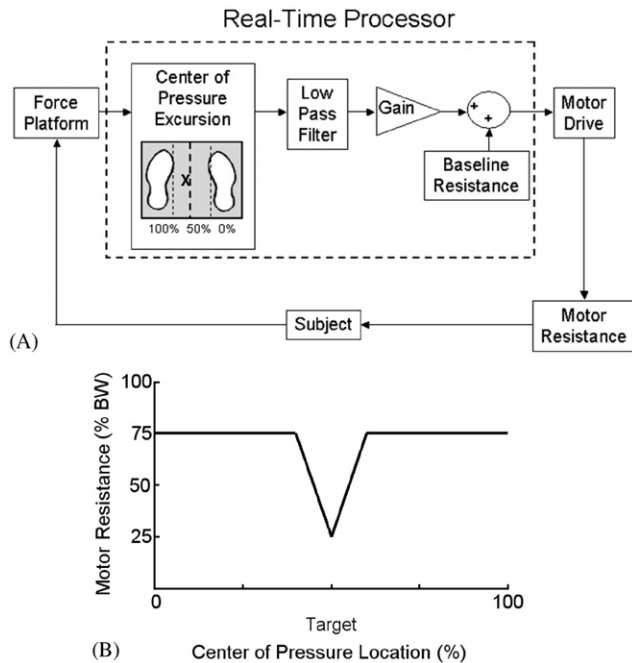 Real-Time Processor
Force
Platform
Center of
Pressure
Excursion
X
100% 50% 0%
Low
Pass
Filter
Gain
+
+
Baseline
Resistance
Motor
Drive
Motor
Resistance
Subject
(A)
Motor Resistance (% BW)
100
75
50
25
0
100
Target
Center of Pressure Location (%)
(B)